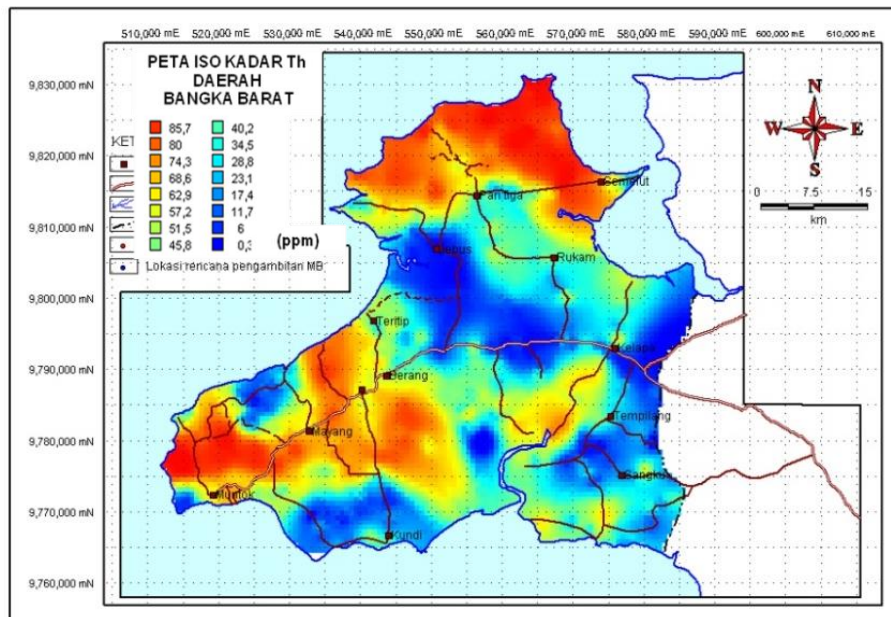 510,000 mE 520,000 mE 530,000 mE 540,000 mE 550,000 mE 560,000 mE 570,000 mE 580,000 mE 590,000 mE 600,000 mE 610,000 mE
9,830,000 mN
9,820,000 mN
9,810,000 mN
9,800,000 mN
9,790,000 mN
9,780,000 mN
9,770,000 mN
9,760,000 mN
PETA ISO KADAR Th
DAERAH
BANGKA BARAT
KET
85,7 40,2
80 34,5
74,3 28,8
68,6 23,1
62,9 17,4
57,2 11,7
51,5 6
45,8 0,3
(ppm)
Lokasi rencana pengambilan MB
N
W E
S
0 7.5 15
km
Semelut
Rukam
Teritip
Kelapa
Tempilang
Mayang
Muntok
Kundi